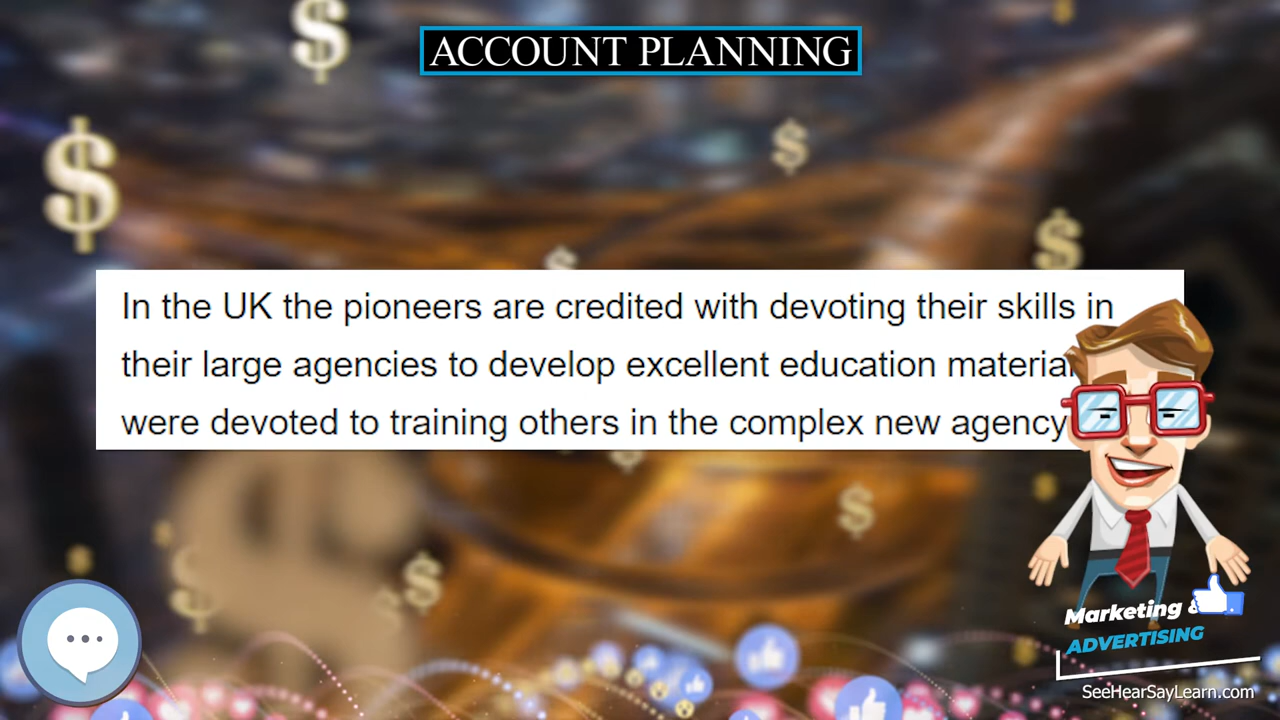 ACCOUNT PLANNING
In the UK the pioneers are credited with devoting their skills in
their large agencies to develop excellent education material
were devoted to training others in the complex new agency
Marketing &
ADVERTISING
SeeHearSayLearn.com